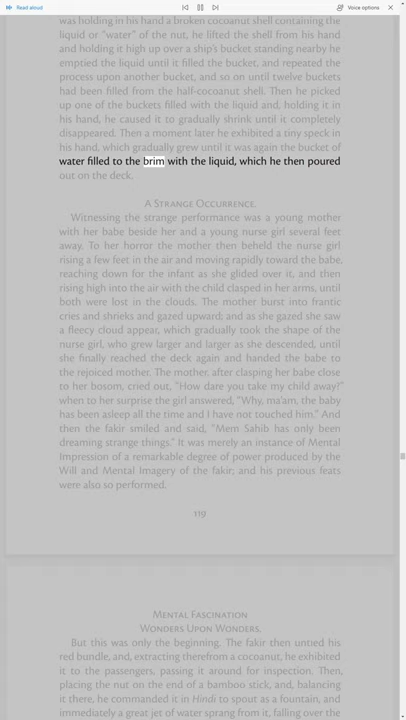 Read aloud
Voice options
was holding in his hand a broken cocoanut shell containing the
liquid or "water" of the nut, he lifted the shell from his hand
and holding it high up over a ship's bucket standing nearby he
emptied the liquid until it filled the bucket, and repeated the
process upon another bucket, and so on until twelve buckets
had been filled from the half-cocoanut shell. Then he picked
up one of the buckets filled with the liquid and, holding it in
his hand, he caused it to gradually shrink until it completely
disappeared. Then a moment later he exhibited a tiny speck in
his hand, which gradually grew until it was again the bucket of
water filled to the brim with the liquid, which he then poured
out on the deck.
A Strange Occurrence.
Witnessing the strange performance was a young mother
with her babe beside her and a young nurse girl several feet
away. To her horror the mother then beheld the nurse girl
rising a few feet in the air and moving rapidly toward the babe,
reaching down for the infant as she glided over it, and then
rising high into the air with the child clasped in her arms, until
both were lost in the clouds. The mother burst into frantic
cries and shrieks and gazed upward; and as she gazed she saw
a fleecy cloud appear, which gradually took the shape of the
nurse girl, who grew larger and larger as she descended, until
she finally reached the deck again and handed the babe to
the rejoiced mother. The mother, after clasping her babe close
to her bosom, cried out, "How dare you take my child away?"
when to her surprise the girl answered, "Why, ma'am, the baby
has been asleep all the time and I have not touched him." And
then the fakir smiled and said, "Mem Sahib has only been
dreaming strange things." It was merely an instance of Mental
Impression of a remarkable degree of power produced by the
Will and Mental Imagery of the fakir; and his previous feats
were also so performed.
119
Mental Fascination
Wonders Upon Wonders.
But this was only the beginning. The fakir then untied his
red bundle, and, extracting therefrom a cocoanut, he exhibited
it to the passengers, passing it around for inspection. Then,
placing the nut on the end of a bamboo stick, and, balancing
it there, he commanded it in Hindi to spout as a fountain, and
immediately a great jet of water sprang from it, falling over the